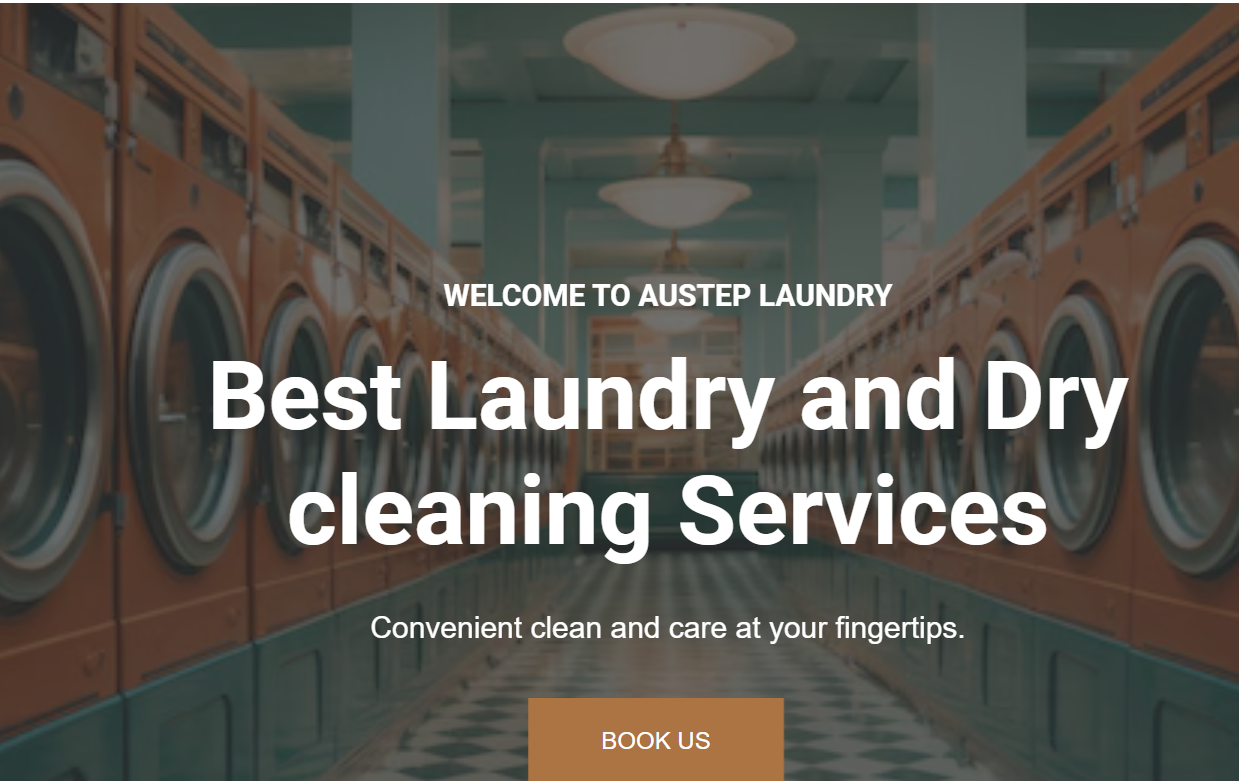 WELCOME TO AUSTEP LAUNDRY
Best Laundry and Dry
cleaning Services
Convenient clean and care at your fingertips.
BOOK US